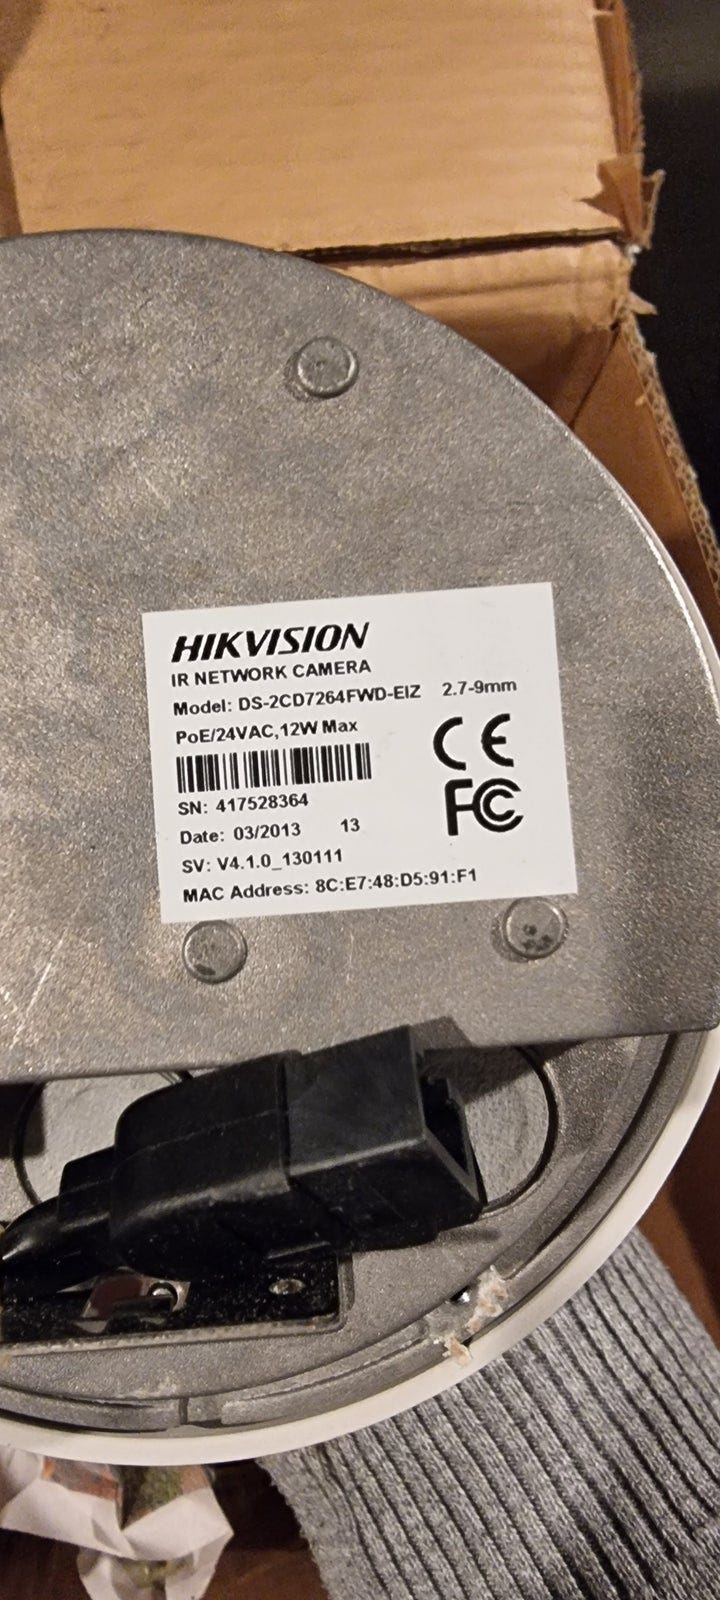 HIKVISION
IR NETWORK CAMERA
Model: DS-2CD7264FWD-EIZ 2.7-9mm
PoE/24VAC,12W Max
CE
FC
SN: 417528364
Date: 03/2013 13
SV: V4.1.0_130111
MAC Address: 8C:E7:48:D5:91:F1